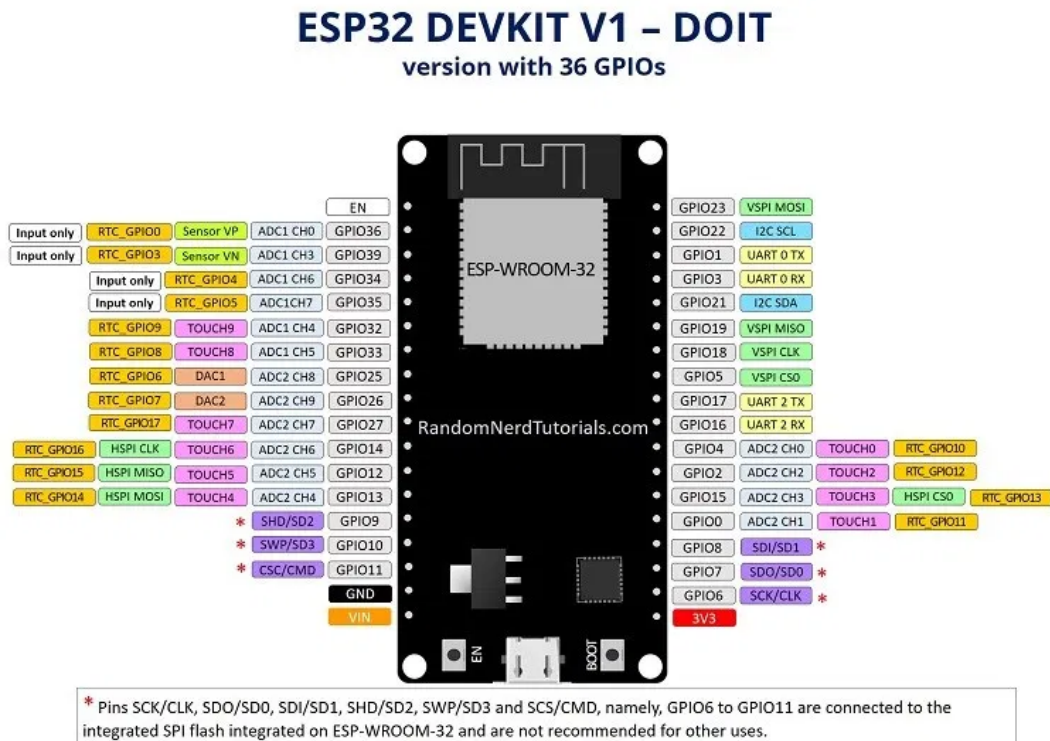 ESP32 DEVKIT V1 – DOIT
version with 36 GPIOs
EN
Input only RTC_GPIO0 Sensor VP ADC1 CH0 GPIO36
Input only RTC_GPIO3 Sensor VN ADC1 CH3 GPIO39
Input only RTC_GPIO4 ADC1 CH6 GPIO34
Input only RTC_GPIO5 ADC1CH7 GPIO35
RTC_GPIO9 TOUCH9 ADC1 CH4 GPIO32
RTC_GPIO8 TOUCH8 ADC1 CH5 GPIO33
RTC_GPIO6 DAC1 ADC2 CH8 GPIO25
RTC_GPIO7 DAC2 ADC2 CH9 GPIO26
RTC_GPIO17 TOUCH7 ADC2 CH7 GPIO27
RTC_GPIO16 HSPI CLK TOUCH6 ADC2 CH6 GPIO14
RTC_GPIO15 HSPI MISO TOUCH5 ADC2 CH5 GPIO12
RTC_GPIO14 HSPI MOSI TOUCH4 ADC2 CH4 GPIO13
* SHD/SD2 GPIO9
* SWP/SD3 GPIO10
* CSC/CMD GPIO11
GND
VIN
ESP-WROOM-32
RandomNerdTutorials.com
EN
BOOT
GPIO23 VSPI MOSI
GPIO22 I2C SCL
GPIO1 UART 0 TX
GPIO3 UART 0 RX
GPIO21 I2C SDA
GPIO19 VSPI MISO
GPIO18 VSPI CLK
GPIO5 VSPI CS0
GPIO17 UART 2 TX
GPIO16 UART 2 RX
GPIO4 ADC2 CH0 TOUCH0 RTC_GPIO10
GPIO2 ADC2 CH2 TOUCH2 RTC_GPIO12
GPIO15 ADC2 CH3 TOUCH3 HSPI CS0 RTC_GPIO13
GPIO0 ADC2 CH1 TOUCH1 RTC_GPIO11
GPIO8 SDI/SD1 *
GPIO7 SDO/SD0 *
GPIO6 SCK/CLK *
3V3
* Pins SCK/CLK, SDO/SD0, SDI/SD1, SHD/SD2, SWP/SD3 and SCS/CMD, namely, GPIO6 to GPIO11 are connected to the
integrated SPI flash integrated on ESP-WROOM-32 and are not recommended for other uses.